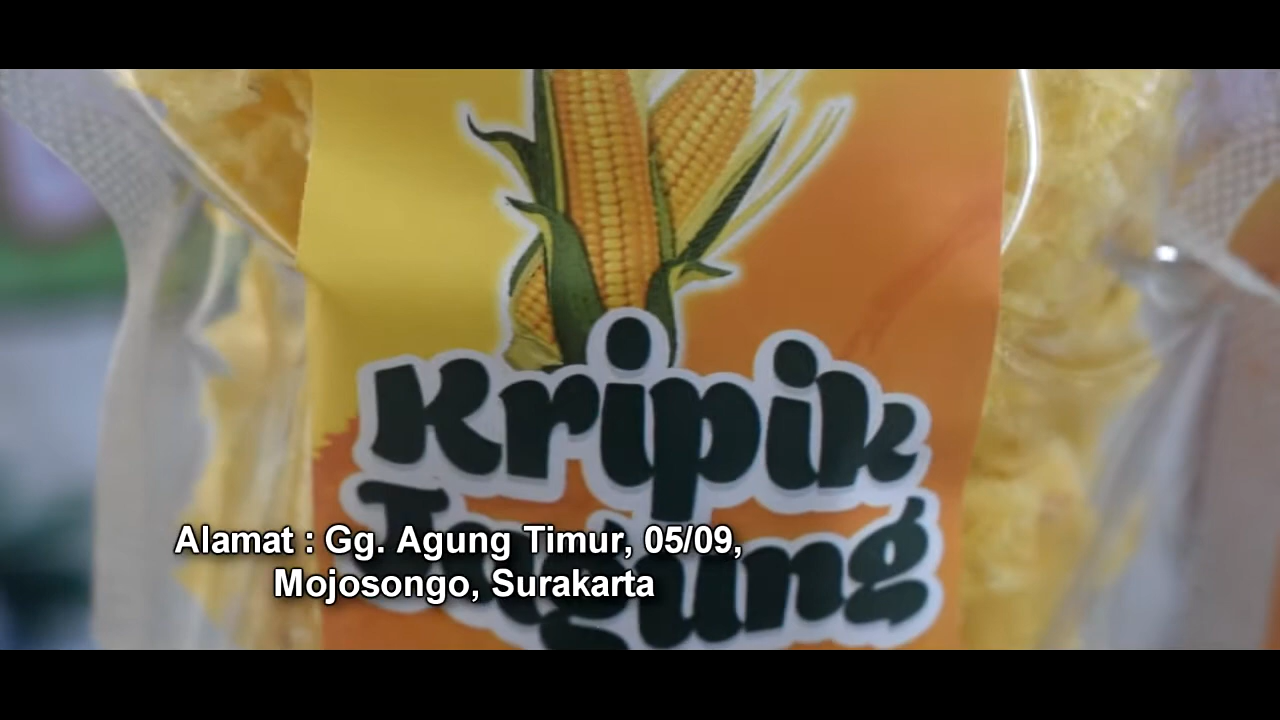 Kripik
Jagung
Alamat : Gg. Agung Timur, 05/09,
Mojosongo, Surakarta